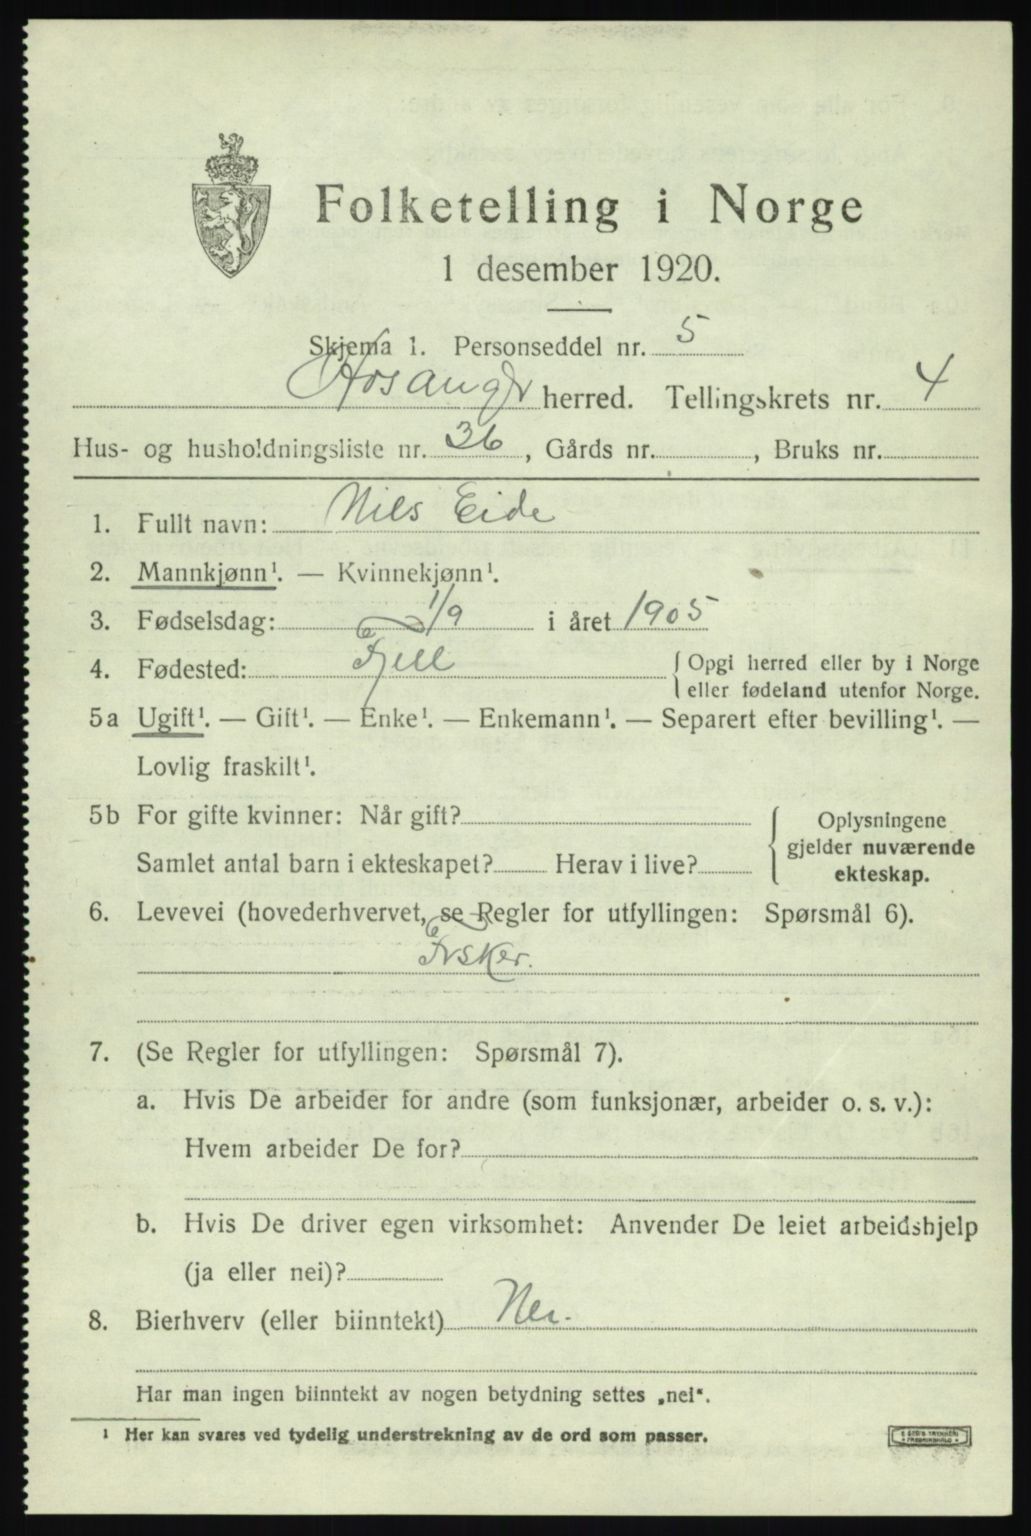 Folketelling i Norge
1 desember 1920.
Skjema 1. Personseddel nr. 5
Hosanger herred. Tellingskrets nr. 4
Hus- og husholdningsliste nr. 36, Gårds nr. , Bruks nr.
1. Fullt navn: Nils Eide
2. Mannkjønn¹. — Kvinnekjønn¹.
3. Fødselsdag: 1/9 i året 1905
4. Fødested: Fjell { Opgi herred eller by i Norge
eller fødeland utenfor Norge.
5a Ugift¹. — Gift¹. — Enke¹. — Enkemann¹. — Separert efter bevilling¹. —
Lovlig fraskilt¹.
5b For gifte kvinner: Når gift? { Oplysningene
gjelder nuværende
Samlet antal barn i ekteskapet? Herav i live?
ekteskap.
6. Levevei (hovederhvervet, se Regler for utfyllingen: Spørsmål 6).
Fisker.
7. (Se Regler for utfyllingen: Spørsmål 7).
a. Hvis De arbeider for andre (som funksjonær, arbeider o. s. v.):
Hvem arbeider De for?
b. Hvis De driver egen virksomhet: Anvender De leiet arbeidshjelp
(ja eller nei)?
8. Bierhverv (eller biinntekt) Nei.
Har man ingen biinntekt av nogen betydning settes „nei“.
¹ Her kan svares ved tydelig understrekning av de ord som passer.